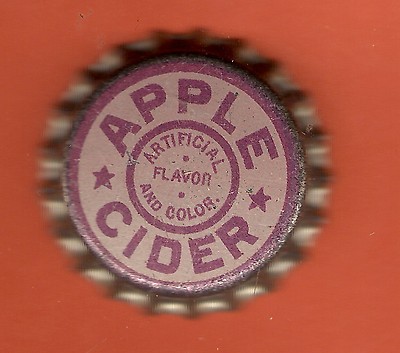 APPLE
CIDER
ARTIFICIAL
FLAVOR
AND COLOR.